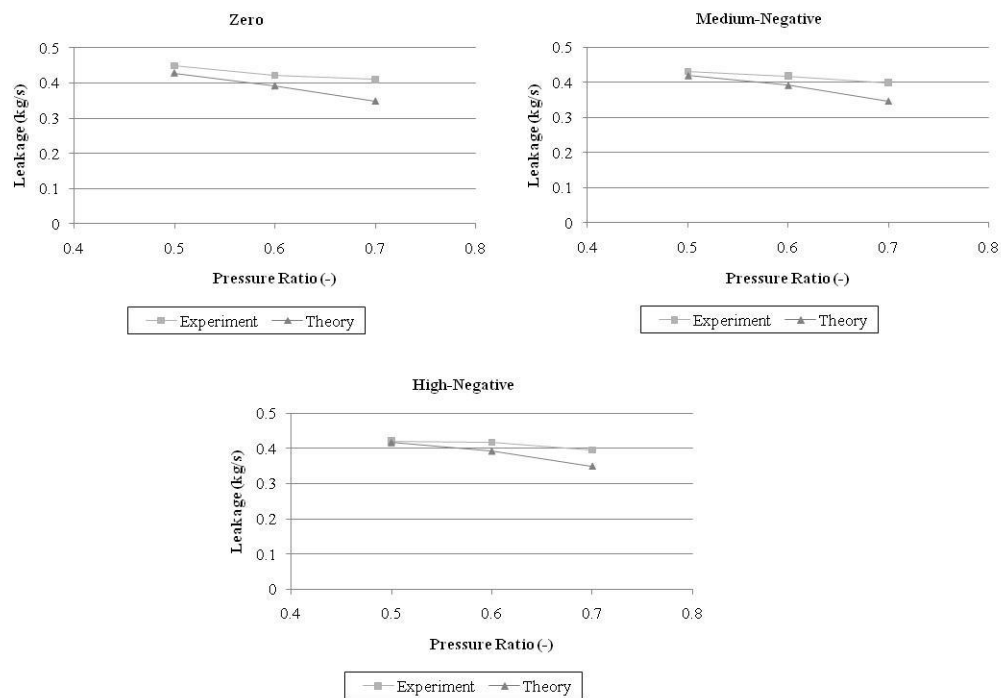 Zero
0.5
0.4
0.3
0.2
0.1
0
Leakage (kg/s)
0.4 0.5 0.6 0.7 0.8
Pressure Ratio (-)
Experiment Theory
Medium-Negative
0.5
0.4
0.3
0.2
0.1
0
Leakage (kg/s)
0.4 0.5 0.6 0.7 0.8
Pressure Ratio (-)
Experiment Theory
High-Negative
0.5
0.4
0.3
0.2
0.1
0
Leakage (kg/s)
0.4 0.5 0.6 0.7 0.8
Pressure Ratio (-)
Experiment Theory